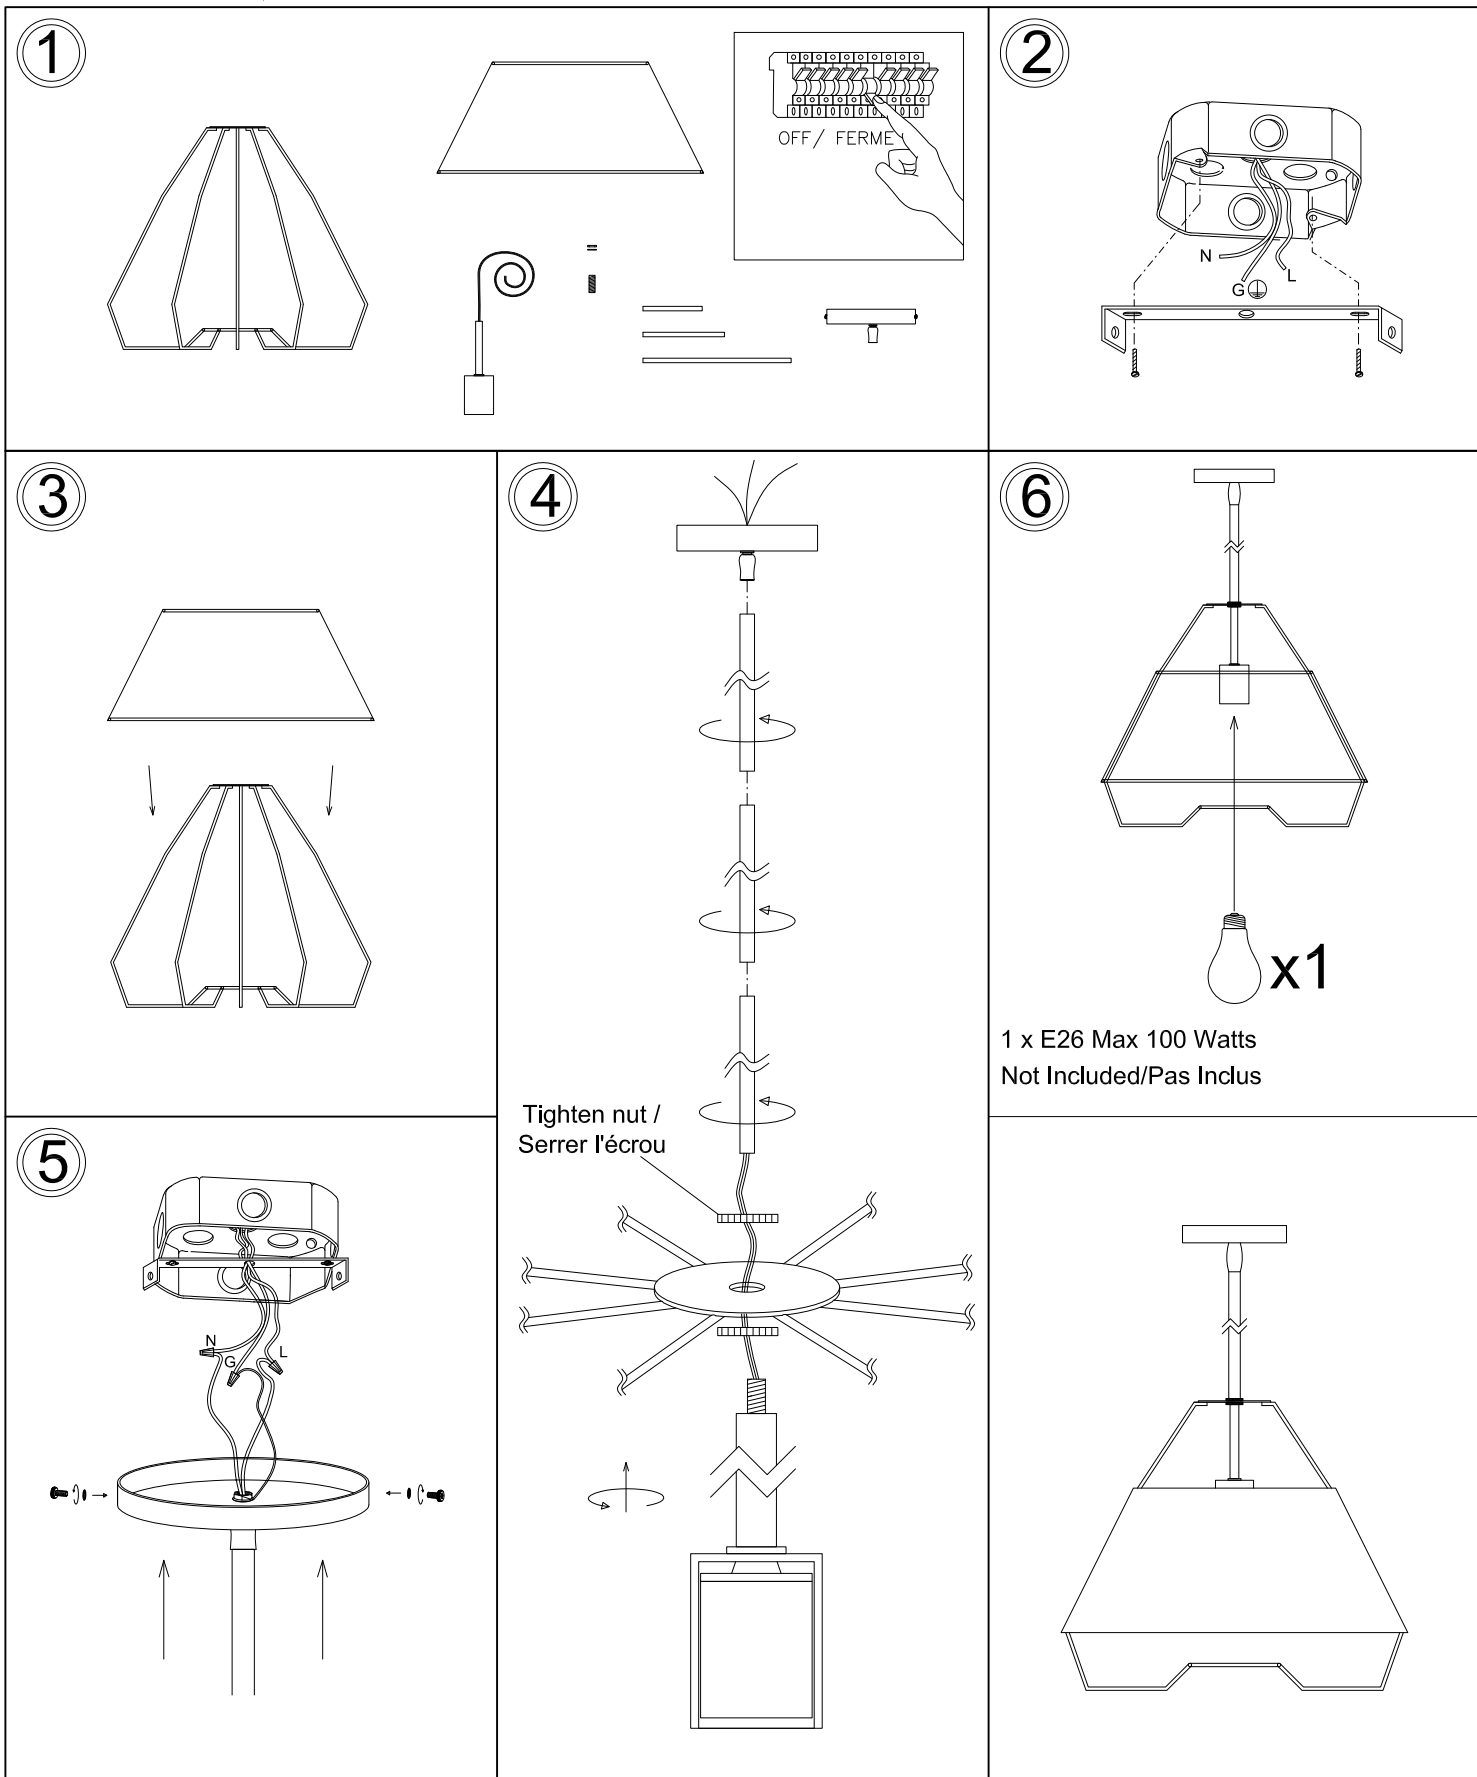 1
OFF/ FERME
2
N
L
G
3
4
Tighten nut /
Serrer l'écrou
5
N
G
L
6
x1
1 x E26 Max 100 Watts
Not Included/Pas Inclus